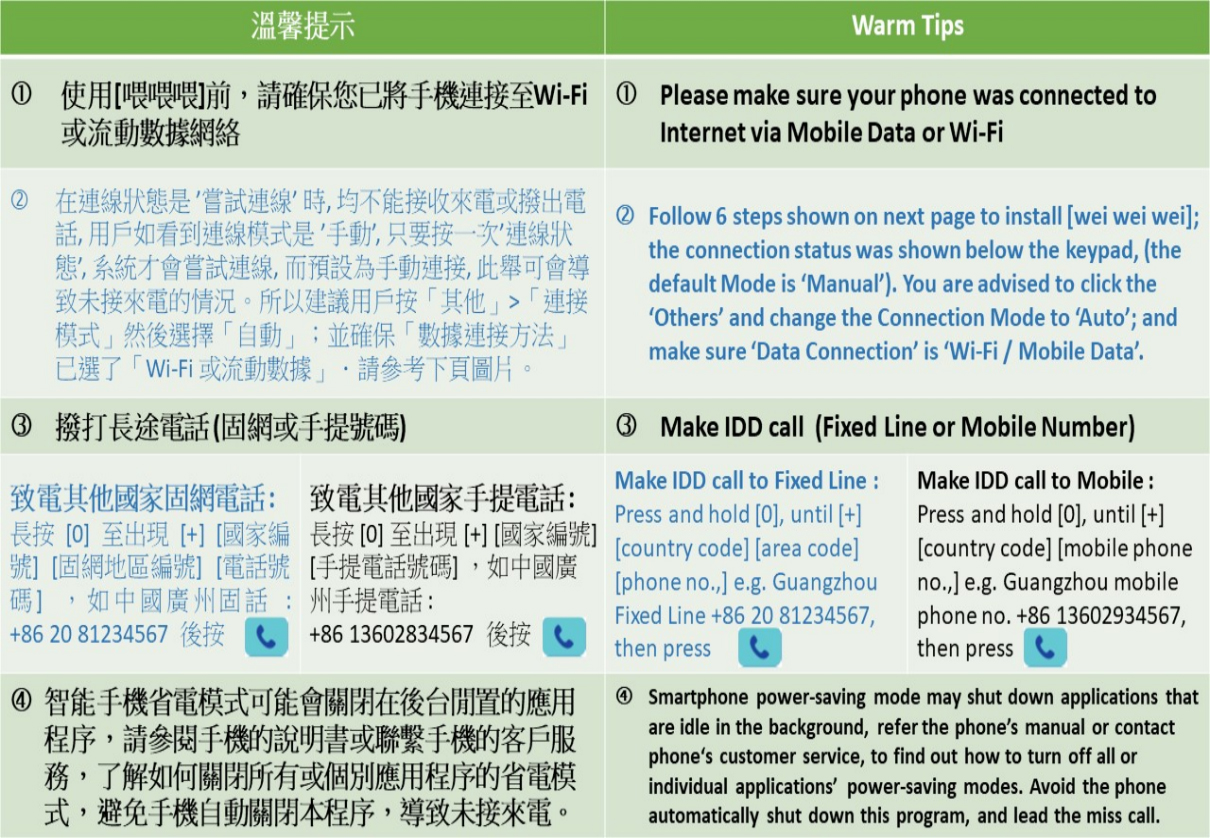 溫馨提示
① 使用[喂喂喂]前，請確保您已將手機連接至Wi-Fi
或流動數據網絡
② 在連線狀態是 '嘗試連線' 時, 均不能接收來電或撥出電
話, 用戶如看到連線模式是 '手動', 只要按一次'連線狀
態', 系統才會嘗試連線, 而預設為手動連接, 此舉可會導
致未接來電的情況。所以建議用戶按「其他」>「連接
模式」然後選擇「自動」；並確保「數據連接方法」
已選了「Wi-Fi 或流動數據」．請參考下頁圖片。
③ 撥打長途電話 (固網或手提號碼)
致電其他國家固網電話:
長按 [0] 至出現 [+] [國家編
號] [固網地區編號] [電話號
碼] ，如中國廣州固話 :
+86 20 81234567 後按
致電其他國家手提電話:
長按 [0] 至出現 [+] [國家編號]
[手提電話號碼] ，如中國廣
州手提電話 :
+86 13602834567 後按
④ 智能手機省電模式可能會關閉在後台閒置的應用
程序，請參閱手機的說明書或聯繫手機的客戶服
務，了解如何關閉所有或個別應用程序的省電模
式，避免手機自動關閉本程序，導致未接來電。
Warm Tips
① Please make sure your phone was connected to
Internet via Mobile Data or Wi-Fi
② Follow 6 steps shown on next page to install [wei wei wei];
the connection status was shown below the keypad, (the
default Mode is ‘Manual’). You are advised to click the
‘Others’ and change the Connection Mode to ‘Auto’; and
make sure ‘Data Connection’ is ‘Wi-Fi / Mobile Data’.
③ Make IDD call (Fixed Line or Mobile Number)
Make IDD call to Fixed Line :
Press and hold [0], until [+]
[country code] [area code]
[phone no.,] e.g. Guangzhou
Fixed Line +86 20 81234567,
then press
Make IDD call to Mobile :
Press and hold [0], until [+]
[country code] [mobile phone
no.,] e.g. Guangzhou mobile
phone no. +86 13602934567,
then press
④ Smartphone power-saving mode may shut down applications that
are idle in the background, refer the phone’s manual or contact
phone‘s customer service, to find out how to turn off all or
individual applications’ power-saving modes. Avoid the phone
automatically shut down this program, and lead the miss call.